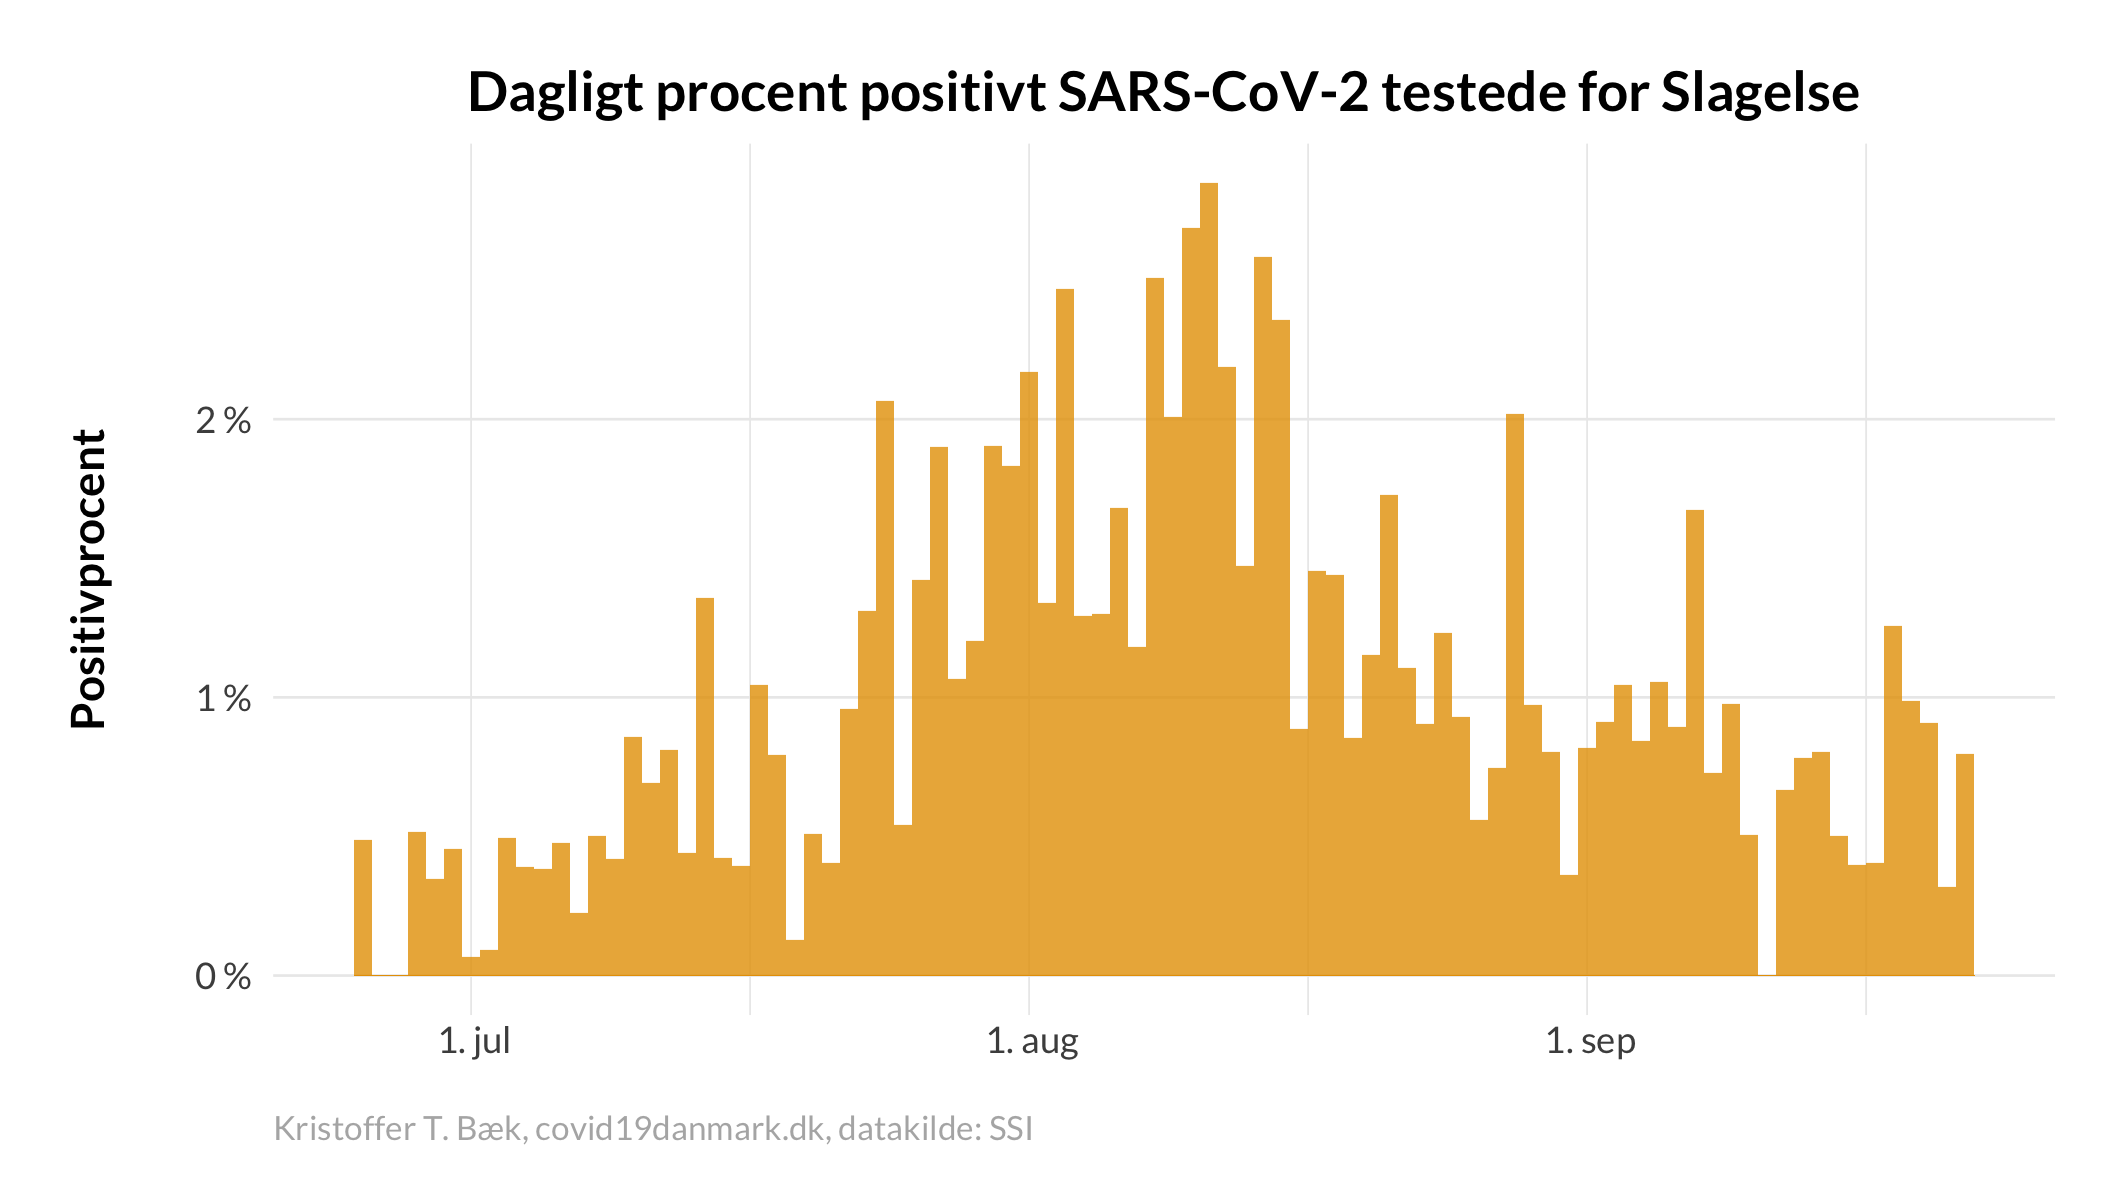 Dagligt procent positivt SARS-CoV-2 testede for Slagelse
Positivprocent
2 %
1 %
0 %
1. jul
1. aug
1. sep
Kristoffer T. Bæk, covid19danmark.dk, datakilde: SSI